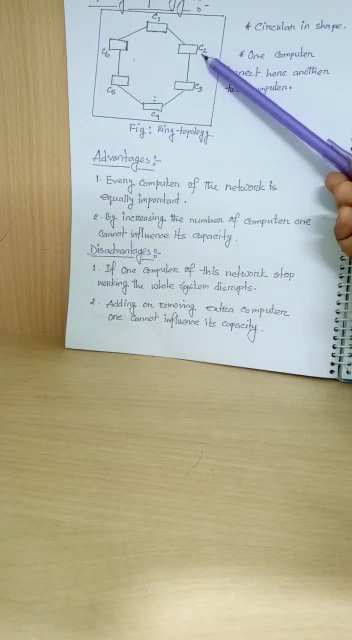 C1
* Circular in shape.
C6
C2
* One computer
connect here another
computer.
C5
C3
C4
Fig: Ring-topology
Advantages :-
1. Every computer of the network is
equally important.
2. By increasing the number of computer one
cannot influence its capacity.
Disadvantages :-
1. If one computer of this network stop
working the whole system disrupts.
2. Adding or removing extra computer
one cannot influence its capacity.